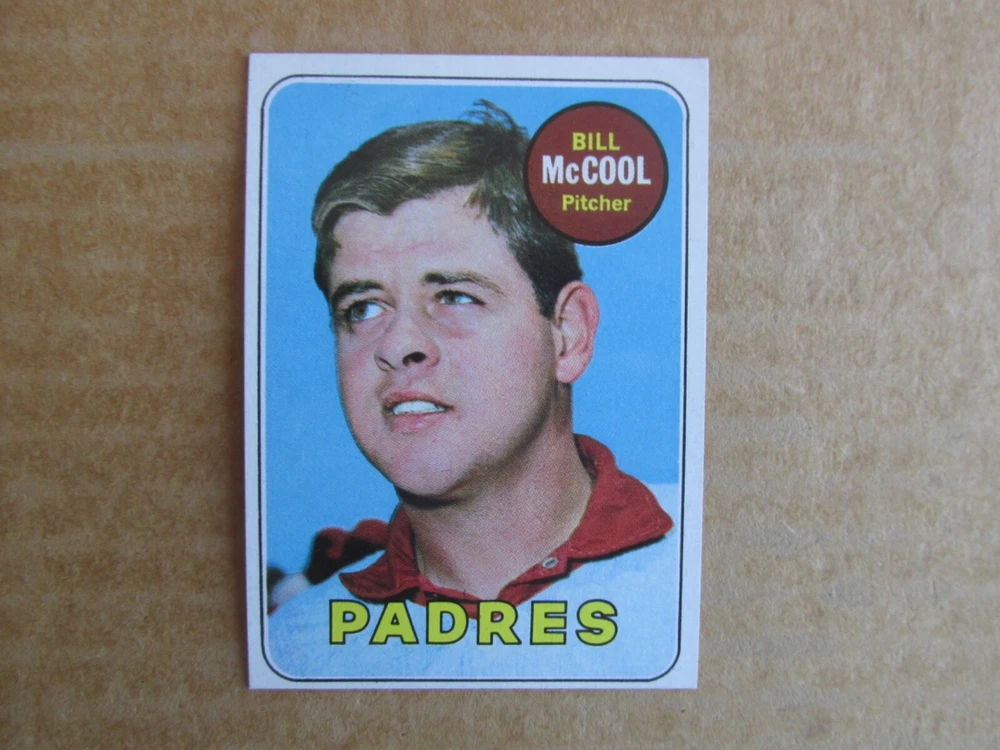 BILL
McCOOL
Pitcher
PADRES